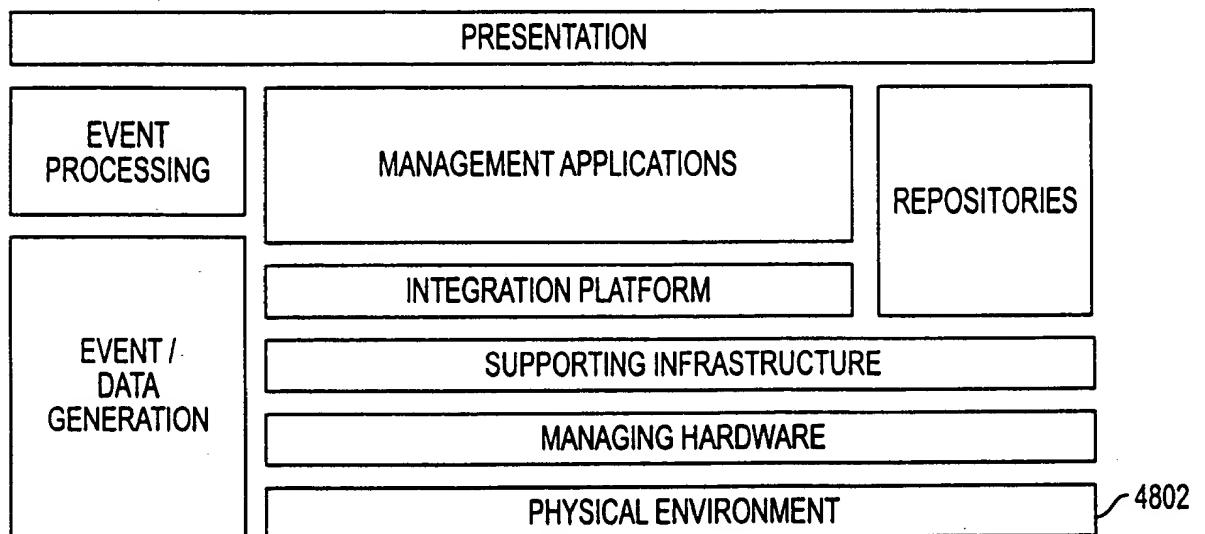 PRESENTATION
EVENT
PROCESSING
MANAGEMENT APPLICATIONS
REPOSITORIES
INTEGRATION PLATFORM
EVENT /
DATA
GENERATION
SUPPORTING INFRASTRUCTURE
MANAGING HARDWARE
PHYSICAL ENVIRONMENT
4802